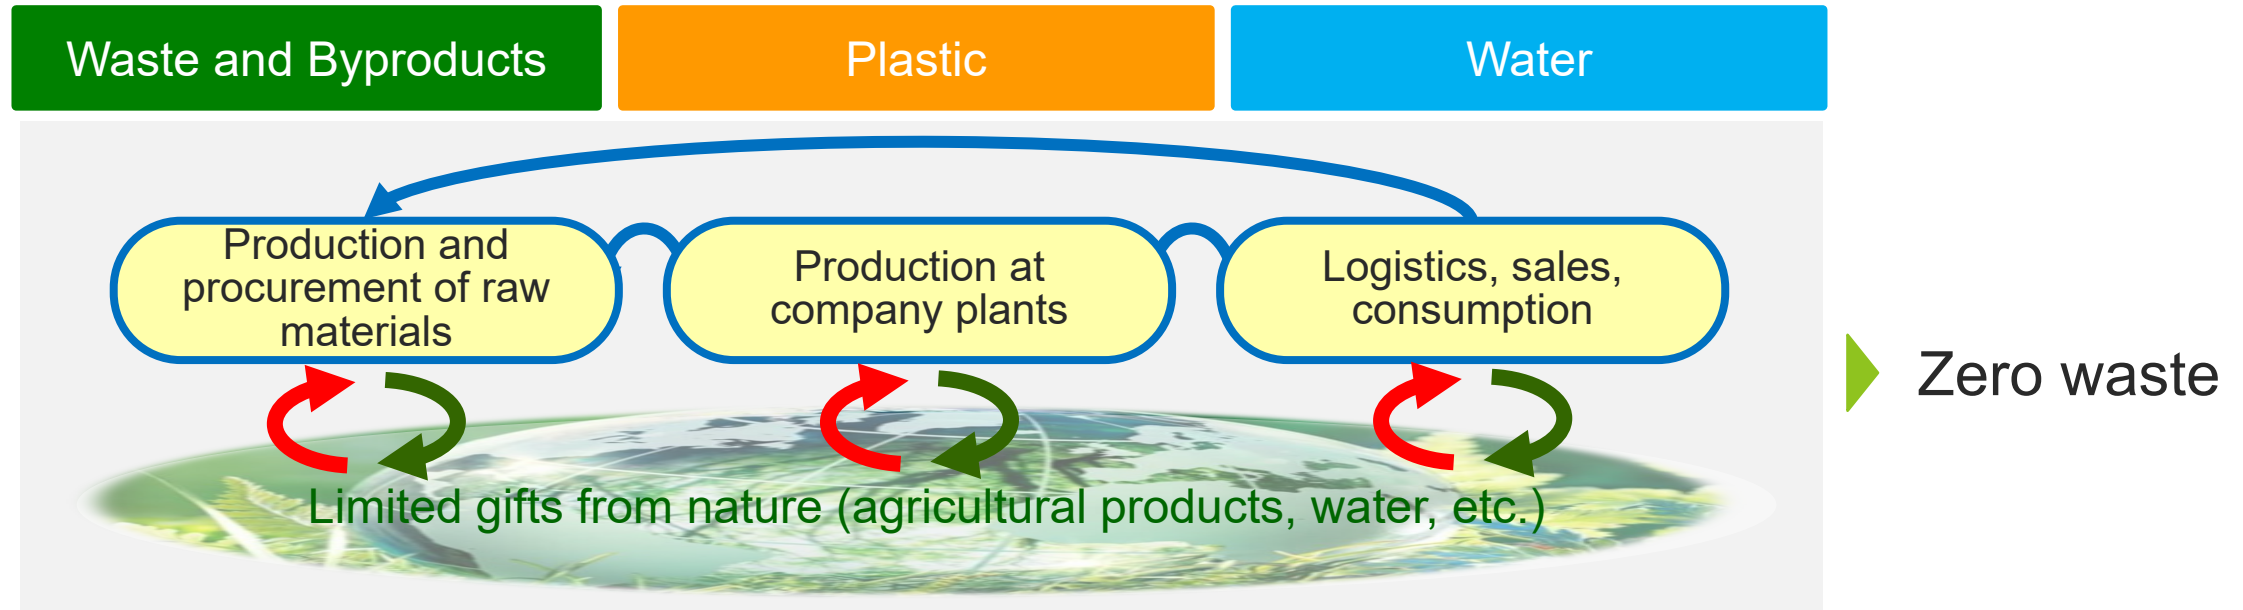 Waste and Byproducts
Plastic
Water
Production and
procurement of raw
materials
Production at
company plants
Logistics, sales,
consumption
Zero waste
Limited gifts from nature (agricultural products, water, etc.)